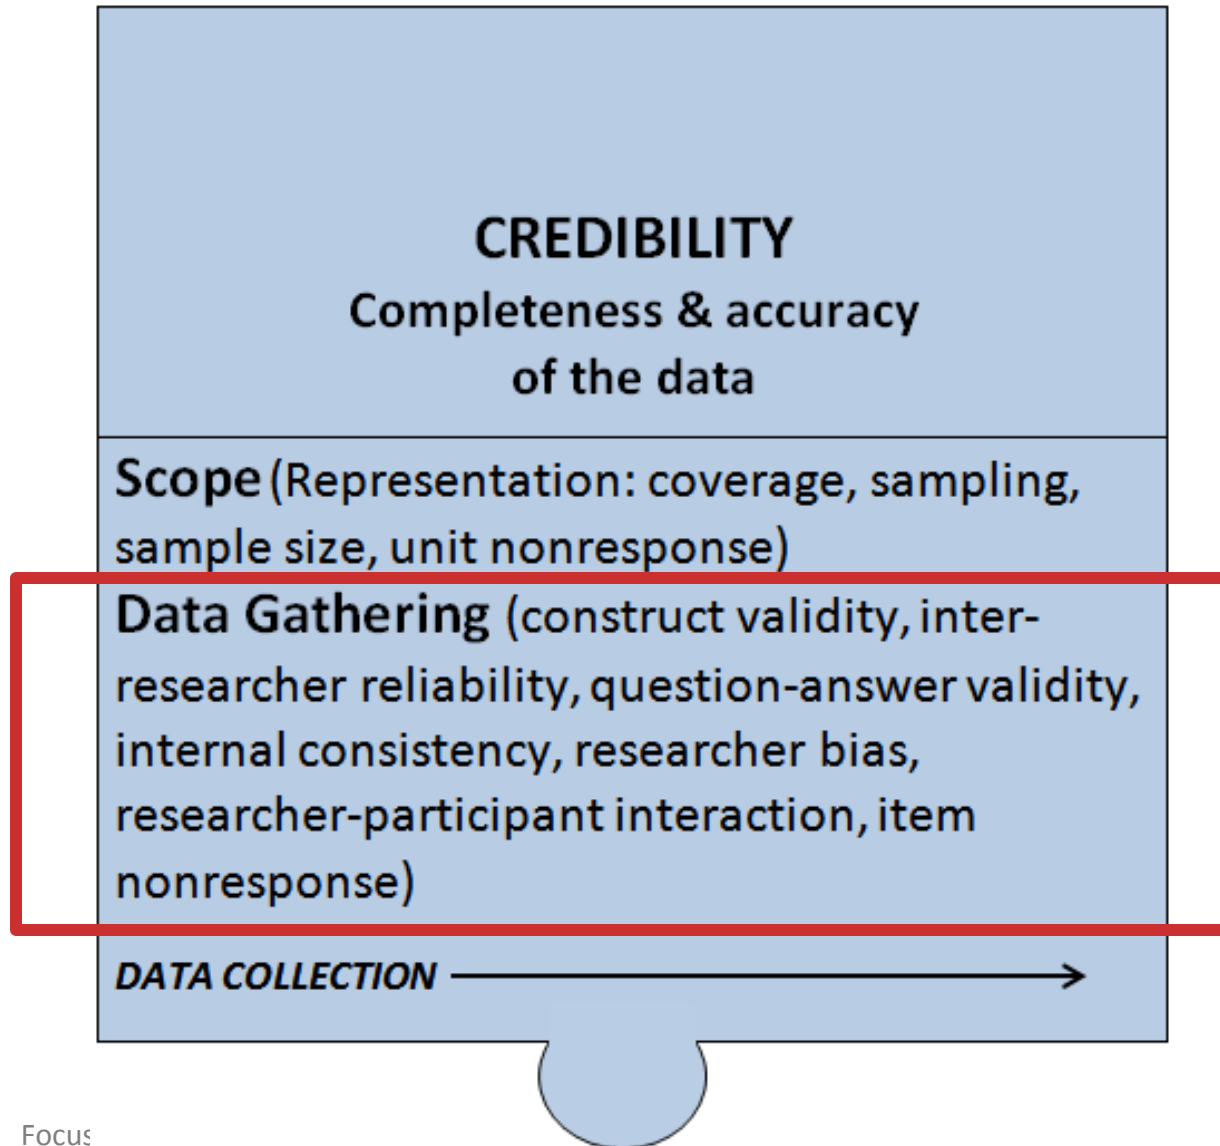 CREDIBILITY
Completeness & accuracy
of the data
Scope (Representation: coverage, sampling,
sample size, unit nonresponse)
Data Gathering (construct validity, inter-
researcher reliability, question-answer validity,
internal consistency, researcher bias,
researcher-participant interaction, item
nonresponse)
DATA COLLECTION
Focus